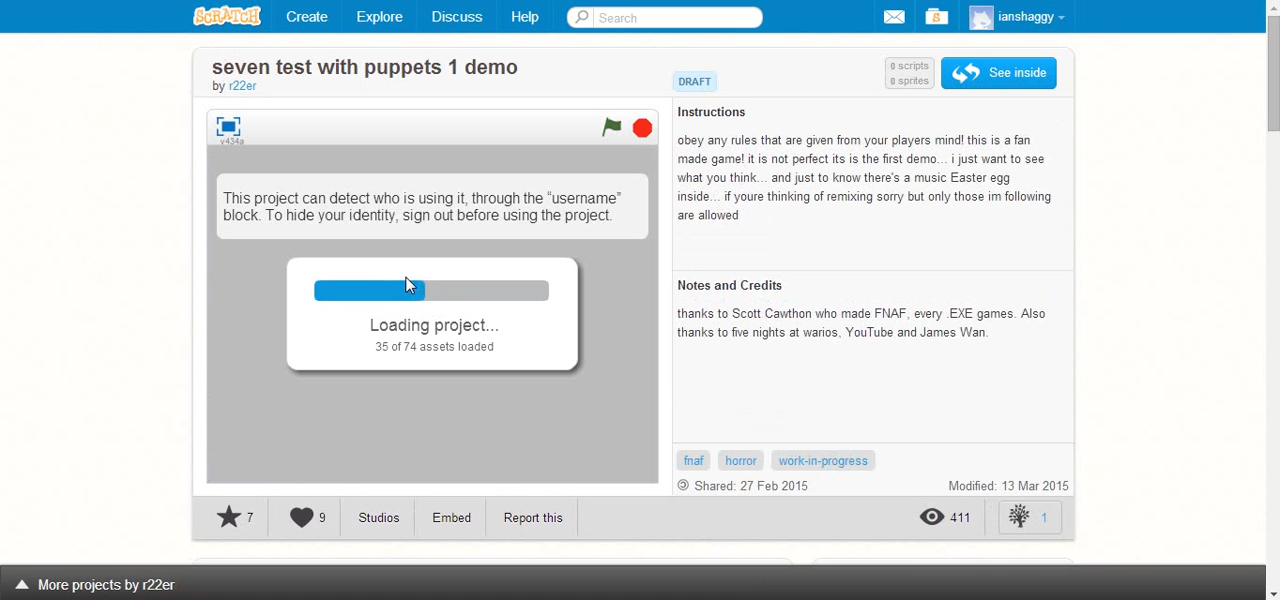 SCRATCH Create Explore Discuss Help Search ianshaggy
seven test with puppets 1 demo
by r22er
DRAFT
0 scripts
0 sprites
See inside
v434a
This project can detect who is using it, through the “username”
block. To hide your identity, sign out before using the project.
Loading project...
35 of 74 assets loaded
Instructions
obey any rules that are given from your players mind! this is a fan
made game! it is not perfect its is the first demo... i just want to see
what you think... and just to know there's a music Easter egg
inside... if youre thinking of remixing sorry but only those im following
are allowed
Notes and Credits
thanks to Scott Cawthon who made FNAF, every .EXE games. Also
thanks to five nights at warios, YouTube and James Wan.
fnaf horror work-in-progress
Shared: 27 Feb 2015 Modified: 13 Mar 2015
7 9 Studios Embed Report this 411 1
More projects by r22er